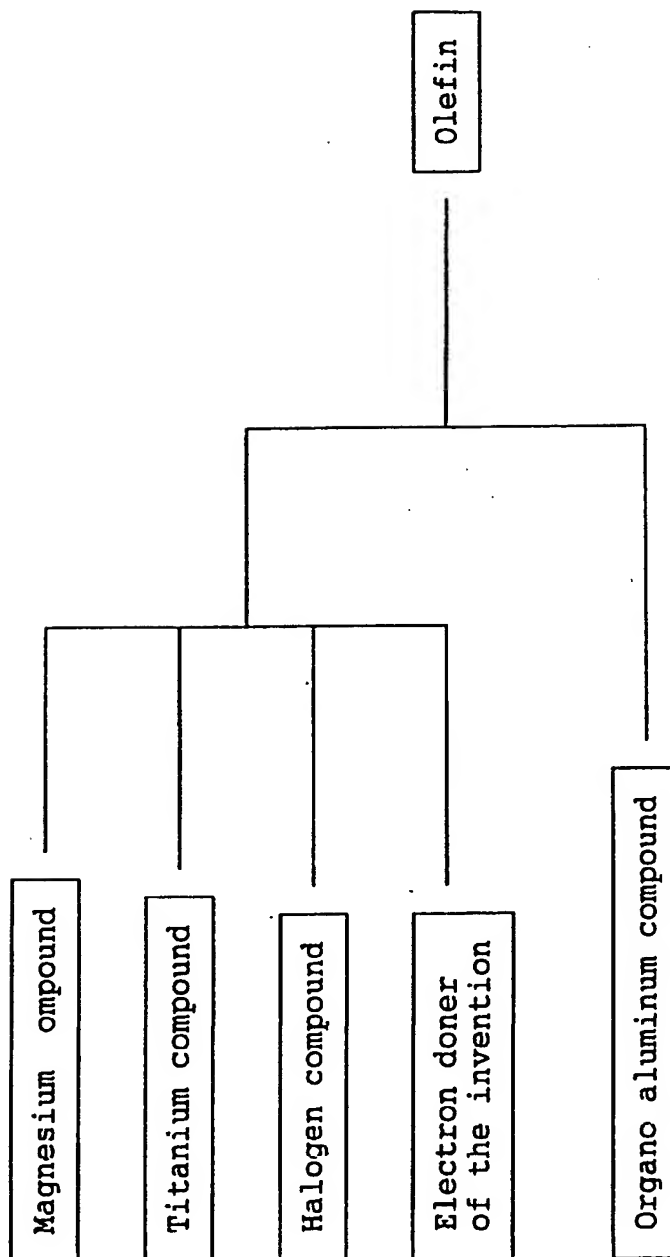 Magnesium ompound
Titanium compound
Halogen compound
Electron doner
of the invention
Organo aluminum compound
Olefin